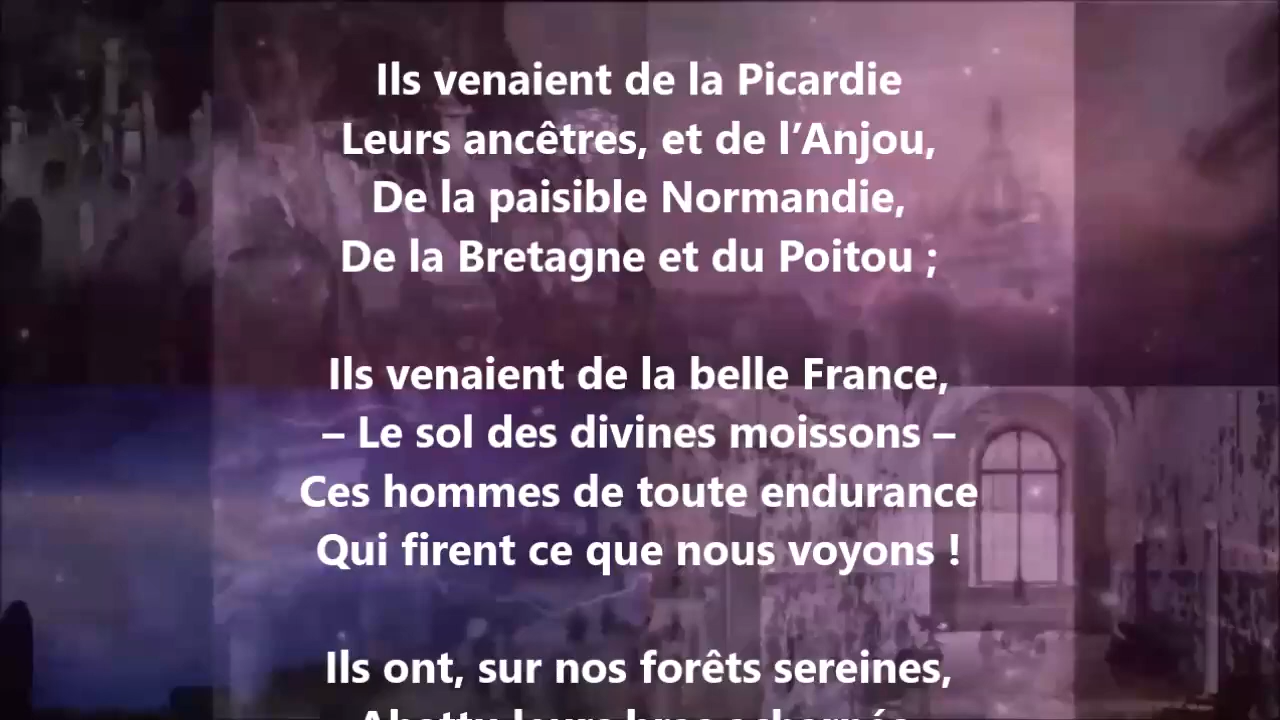 Ils venaient de la Picardie
Leurs ancêtres, et de l’Anjou,
De la paisible Normandie,
De la Bretagne et du Poitou ;
Ils venaient de la belle France,
– Le sol des divines moissons –
Ces hommes de toute endurance
Qui firent ce que nous voyons !
Ils ont, sur nos forêts sereines,